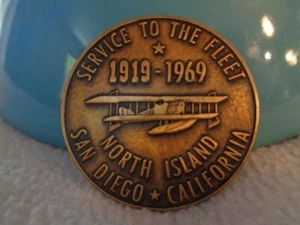 SERVICE TO THE FLEET
1919-1969
NORTH ISLAND
SAN DIEGO ★ CALIFORNIA